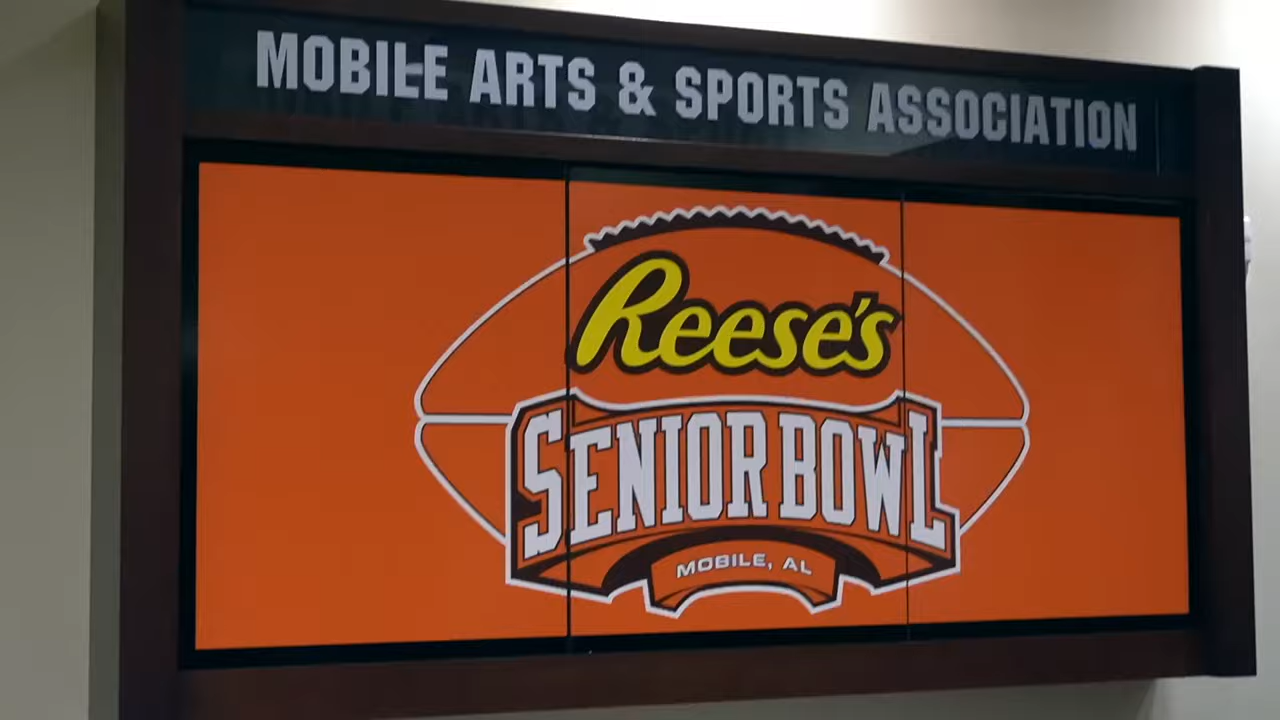 MOBILE ARTS & SPORTS ASSOCIATION
Reese's
SENIOR BOWL
MOBILE, AL